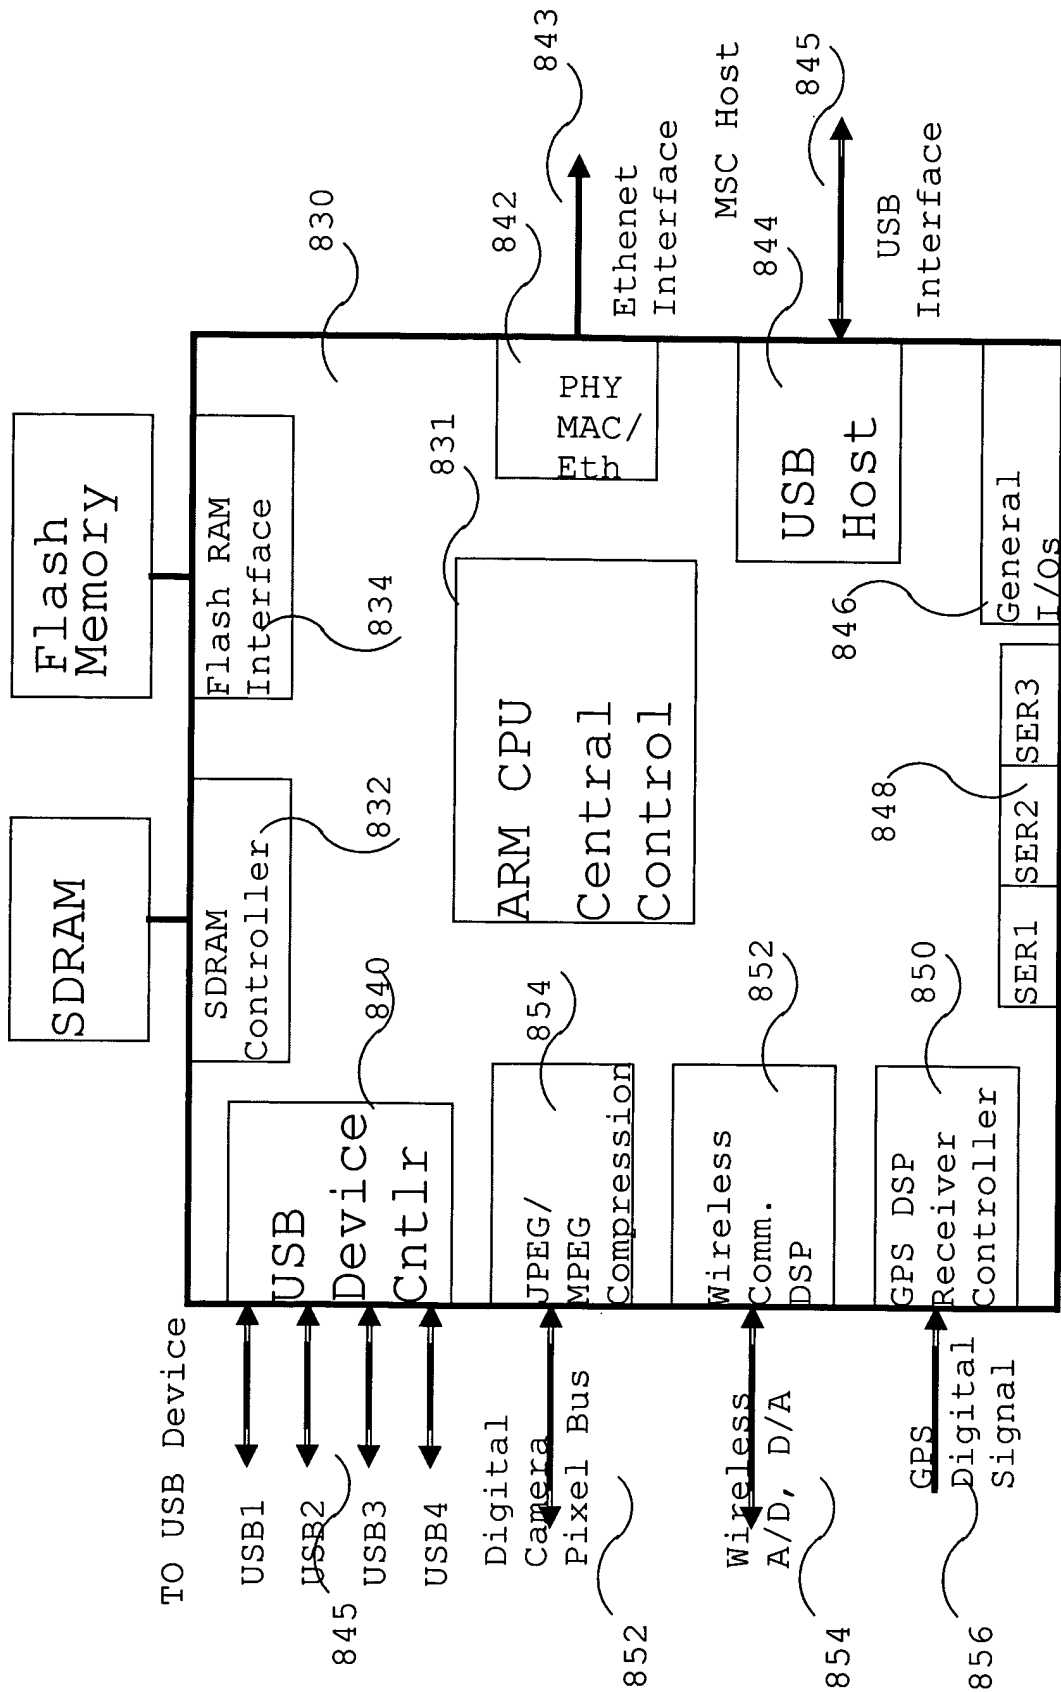 SDRAM
Flash
Memory
TO USB Device
USB1
USB2
USB3
USB4
845
USB
Device
Cntlr
840
SDRAM
Controller
832
Flash RAM
Interface
834
830
Digital
Camera
Pixel Bus
852
JPEG/
MPEG
Compression
854
ARM CPU
Central
Control
831
PHY
MAC/
Eth
842
843
Ethenet
Interface
Wireless
A/D, D/A
854
Wireless
Comm.
DSP
852
USB
Host
844
MSC Host
845
USB
Interface
GPS
Digital
Signal
856
GPS DSP
Receiver
Controller
850
SER1
SER2
SER3
848
General
I/Os
846